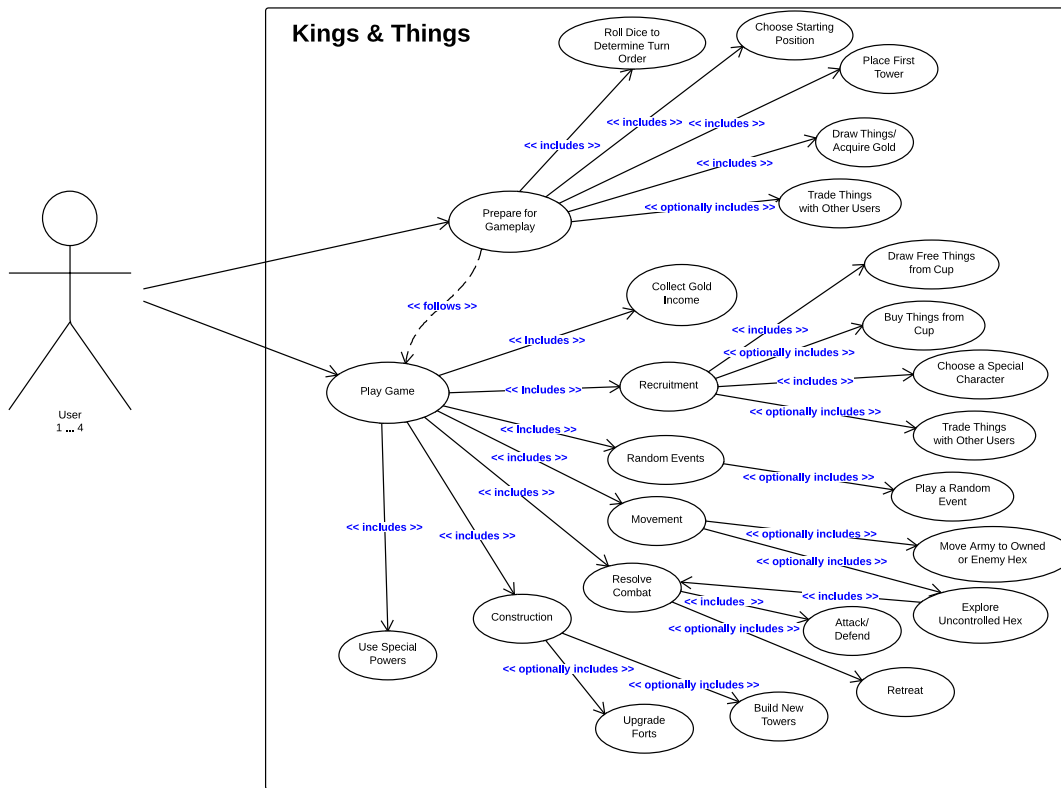 Kings & Things
Roll Dice to
Determine Turn
Order
Choose Starting
Position
Place First
Tower
<< includes >>
<< includes >>
<< includes >>
Draw Things/
Acquire Gold
<< includes >>
Trade Things
with Other Users
<< optionally includes >>
Prepare for
Gameplay
<< follows >>
Draw Free Things
from Cup
Collect Gold
Income
Buy Things from
Cup
<< includes >>
<< Includes >>
<< optionally includes >>
Play Game
<< Includes >>
Recruitment
<< includes >>
Choose a Special
Character
User
1 ... 4
<< optionally includes >>
Trade Things
with Other Users
<< Includes >>
Random Events
<< includes >>
<< optionally includes >>
Play a Random
Event
<< includes >>
Movement
<< includes >>
<< includes >>
<< optionally includes >>
Move Army to Owned
or Enemy Hex
<< optionally includes >>
Resolve
Combat
<< includes >>
<< includes  >>
Explore
Uncontrolled Hex
Construction
Attack/
Defend
<< optionally includes >>
Use Special
Powers
<< optionally includes >>
<< optionally includes >>
Retreat
Build New
Towers
Upgrade
Forts